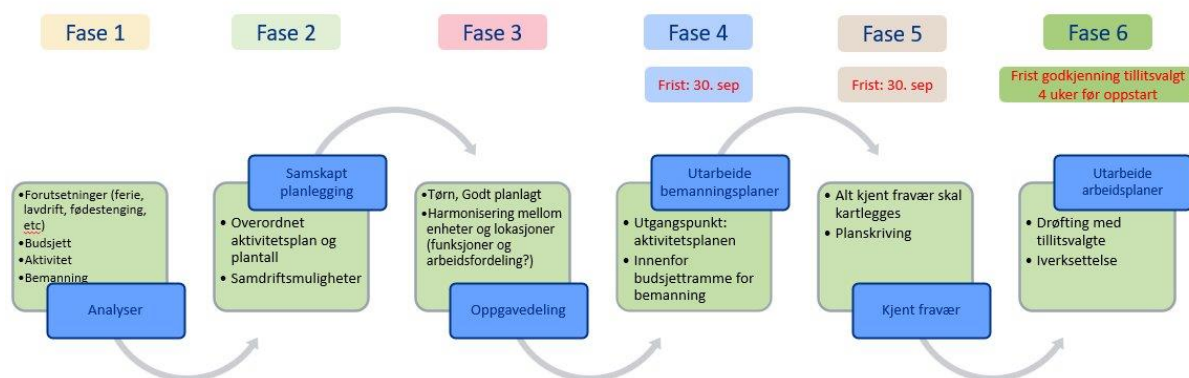 Fase 1
Fase 2
Fase 3
Fase 4
Fase 5
Fase 6
Frist: 30. sep
Frist: 30. sep
Frist godkjenning tillitsvalgt
4 uker før oppstart
•Forutsetninger (ferie,
lavdrift, fødestenging,
etc)
•Budsjett
•Aktivitet
•Bemanning
Analyser
Samskapt
planlegging
• Overordnet
aktivitetsplan og
plantall
• Samdriftsmuligheter
•Tørn, Godt planlagt
•Harmonisering mellom
enheter og lokasjoner
(funksjoner og
arbeidsfordeling?)
Oppgavedeling
Utarbeide
bemanningsplaner
• Utgangspunkt:
aktivitetsplanen
• Innenfor
budsjettramme for
bemanning
• Alt kjent fravær skal
kartlegges
• Planskriving
Kjent fravær
Utarbeide
arbeidsplaner
• Drøfting med
tillitsvalgte
• Iverksettelse